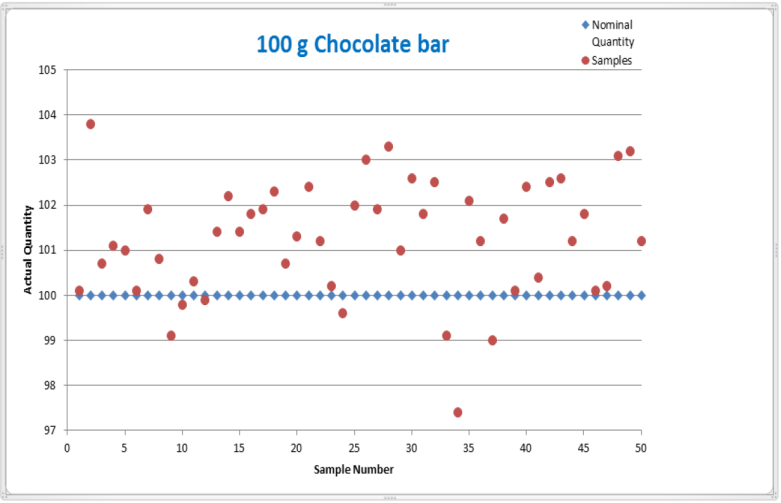 100 g Chocolate bar
Nominal
Quantity
Samples
105
104
103
102
101
100
99
98
97
Actual Quantity
0 5 10 15 20 25 30 35 40 45 50
Sample Number